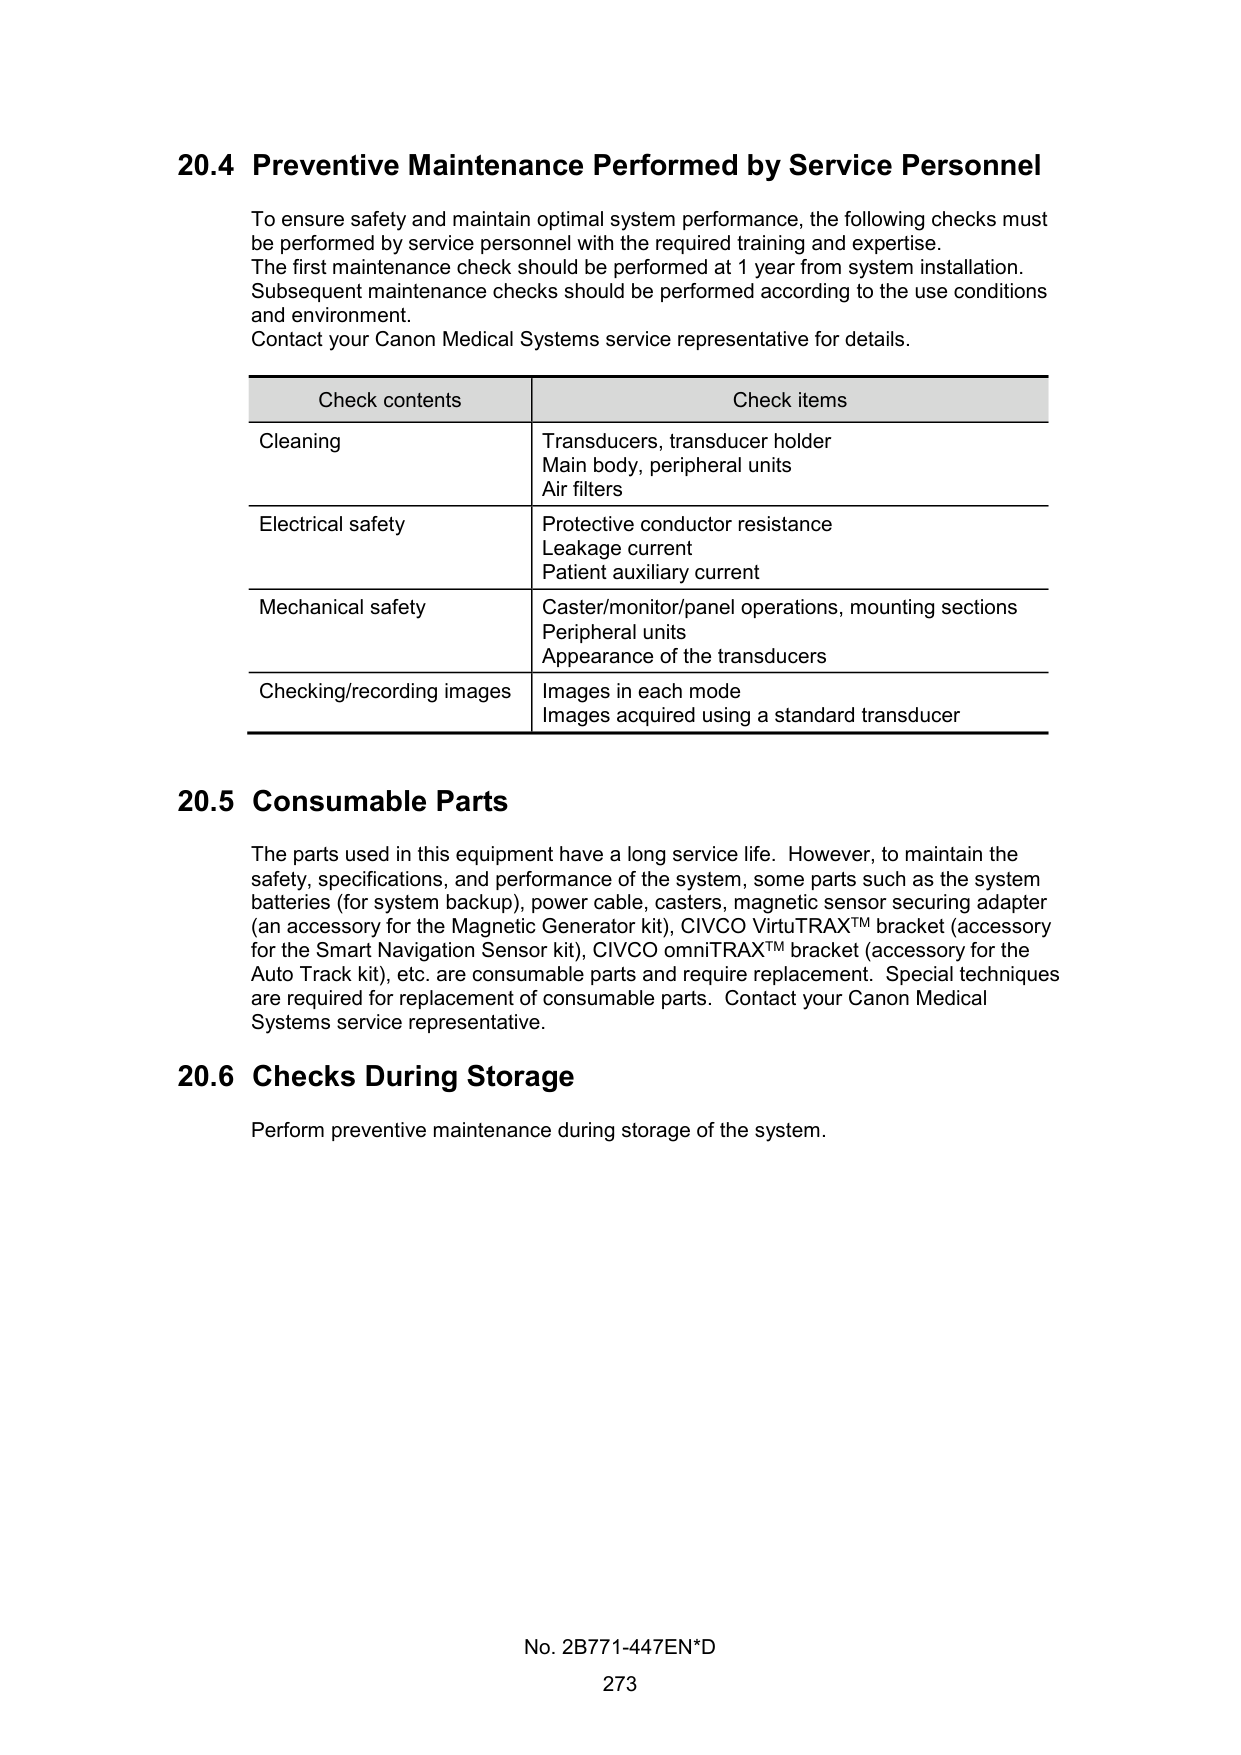 20.4 Preventive Maintenance Performed by Service Personnel
To ensure safety and maintain optimal system performance, the following checks must
be performed by service personnel with the required training and expertise.
The first maintenance check should be performed at 1 year from system installation.
Subsequent maintenance checks should be performed according to the use conditions
and environment.
Contact your Canon Medical Systems service representative for details.
Check contents Check items
Cleaning Transducers, transducer holder
Main body, peripheral units
Air filters
Electrical safety Protective conductor resistance
Leakage current
Patient auxiliary current
Mechanical safety Caster/monitor/panel operations, mounting sections
Peripheral units
Appearance of the transducers
Checking/recording images Images in each mode
Images acquired using a standard transducer
20.5 Consumable Parts
The parts used in this equipment have a long service life. However, to maintain the
safety, specifications, and performance of the system, some parts such as the system
batteries (for system backup), power cable, casters, magnetic sensor securing adapter
(an accessory for the Magnetic Generator kit), CIVCO VirtuTRAX™ bracket (accessory
for the Smart Navigation Sensor kit), CIVCO omniTRAX™ bracket (accessory for the
Auto Track kit), etc. are consumable parts and require replacement. Special techniques
are required for replacement of consumable parts. Contact your Canon Medical
Systems service representative.
20.6 Checks During Storage
Perform preventive maintenance during storage of the system.
No. 2B771-447EN*D
273